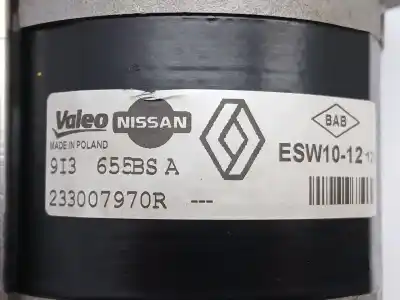 Valeo NISSAN BAB
MADE IN POLAND
ESW10-12
9I3 655BS A
233007970R ---